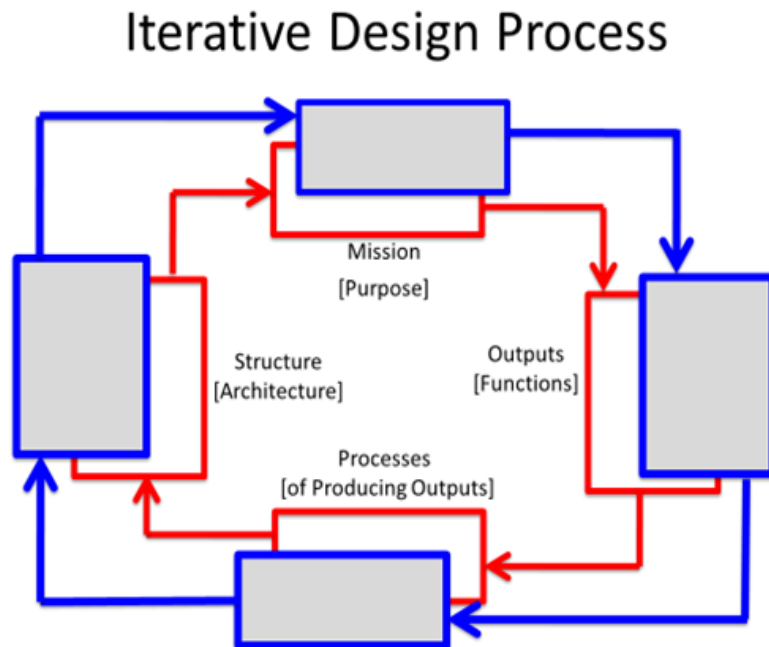 Iterative Design Process
Mission
[Purpose]
Structure
[Architecture]
Outputs
[Functions]
Processes
[of Producing Outputs]